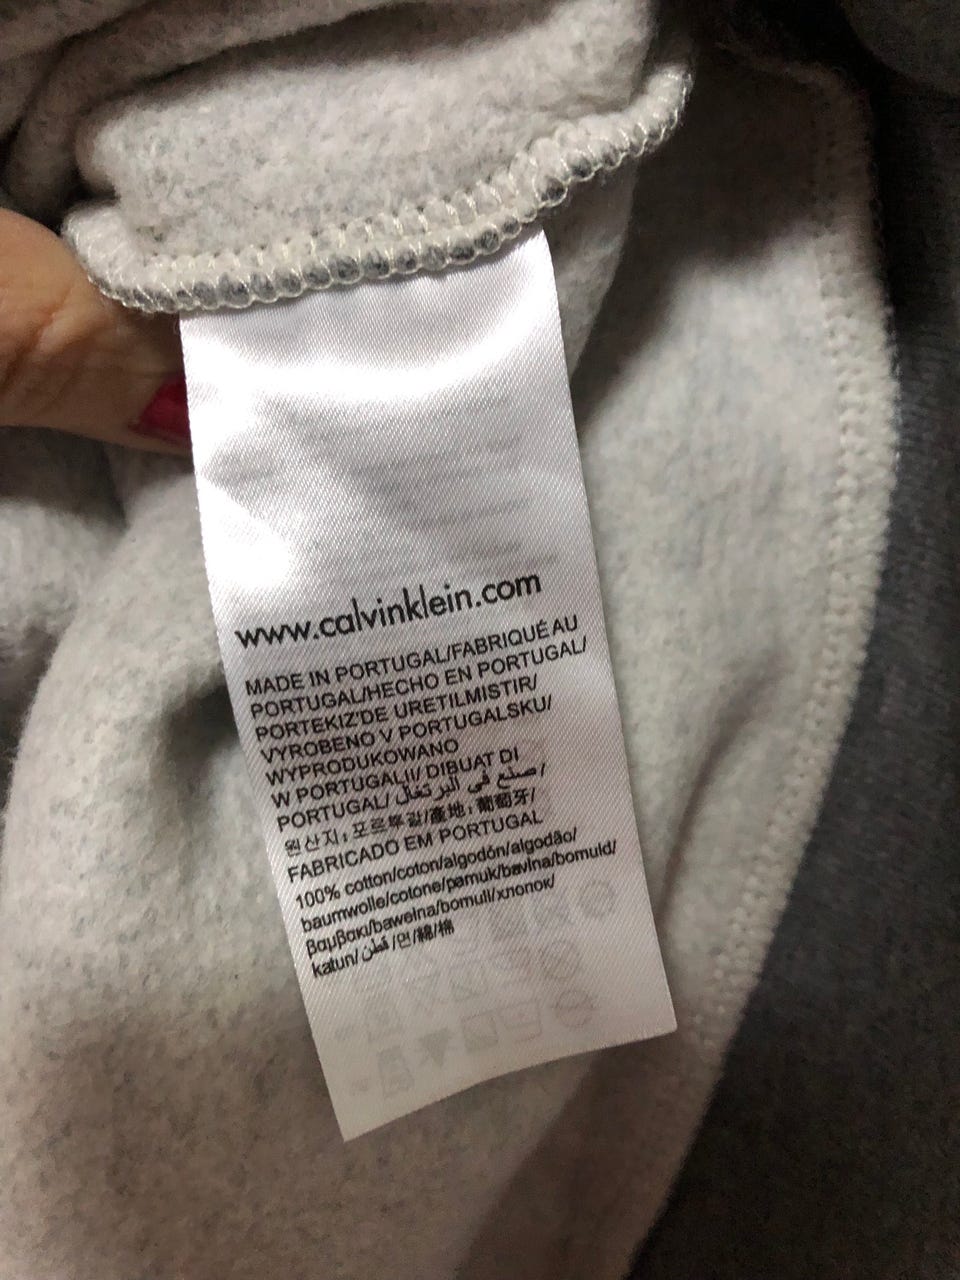 www.calvinklein.com
MADE IN PORTUGAL/FABRIQUÉ AU
PORTUGAL/HECHO EN PORTUGAL/
PORTEKIZ'DE URETILMISTIR/
VYROBENO V PORTUGALSKU/
WYPRODUKOWANO
W PORTUGALII/ DIBUAT DI
PORTUGAL/ صنع في البرتغال/
원산지: 포르투갈/產地: 葡萄牙/
FABRICADO EM PORTUGAL
100% cotton/coton/algodón/algodão/
baumwolle/cotone/pamuk/bavlna/bomuld/
βαμβακι/bawełna/bomull/хлопок/
katun/قطن/면/綿/棉